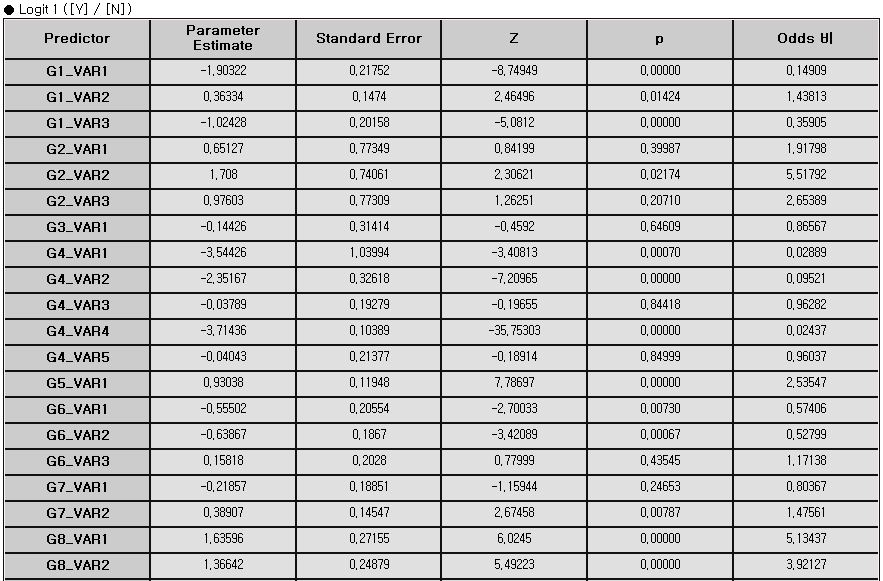 ● Logit 1 ([Y] / [N])
Predictor Parameter Estimate Standard Error Z p Odds 비
G1_VAR1 -1,90322 0,21752 -8,74949 0,00000 0,14909
G1_VAR2 0,36334 0,1474 2,46496 0,01424 1,43813
G1_VAR3 -1,02428 0,20158 -5,0812 0,00000 0,35905
G2_VAR1 0,65127 0,77349 0,84199 0,39987 1,91798
G2_VAR2 1,708 0,74061 2,30621 0,02174 5,51792
G2_VAR3 0,97603 0,77309 1,26251 0,20710 2,65389
G3_VAR1 -0,14426 0,31414 -0,4592 0,64609 0,86567
G4_VAR1 -3,54426 1,03994 -3,40813 0,00070 0,02889
G4_VAR2 -2,35167 0,32618 -7,20965 0,00000 0,09521
G4_VAR3 -0,03789 0,19279 -0,19655 0,84418 0,96282
G4_VAR4 -3,71436 0,10389 -35,75303 0,00000 0,02437
G4_VAR5 -0,04043 0,21377 -0,18914 0,84999 0,96037
G5_VAR1 0,93038 0,11948 7,78697 0,00000 2,53547
G6_VAR1 -0,55502 0,20554 -2,70033 0,00730 0,57406
G6_VAR2 -0,63867 0,1867 -3,42089 0,00067 0,52799
G6_VAR3 0,15818 0,2028 0,77999 0,43545 1,17138
G7_VAR1 -0,21857 0,18851 -1,15944 0,24653 0,80367
G7_VAR2 0,38907 0,14547 2,67458 0,00787 1,47561
G8_VAR1 1,63596 0,27155 6,0245 0,00000 5,13437
G8_VAR2 1,36642 0,24879 5,49223 0,00000 3,92127